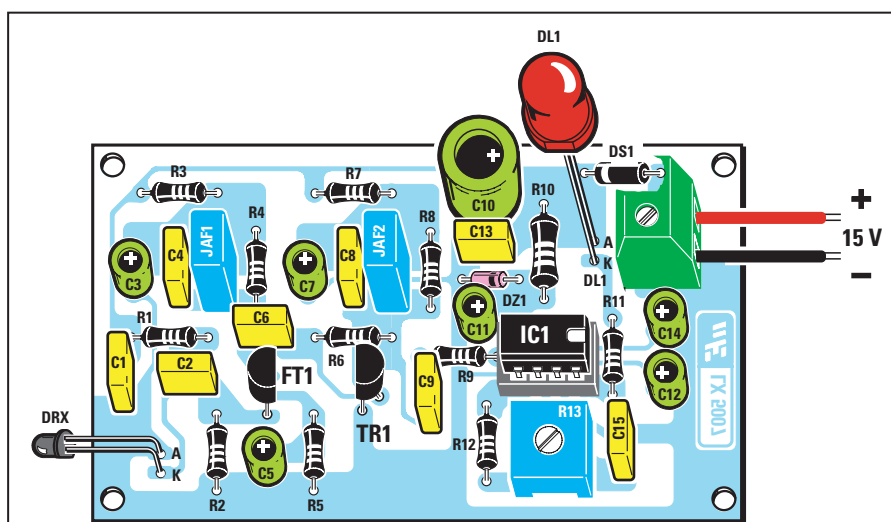 DL1
DS1
R3
R7
R10
C10
+
15 V
–
R4
R8
C13
JAF1
JAF2
C4
C8
A
K
C3
C7
DZ1
DL1
R11
C11
C14
R1
C6
R6
IC1
C1
C2
FT1
R9
C12
C9
TR1
R13
C15
LX 5007
DRX
A
K
R12
C5
R2
R5